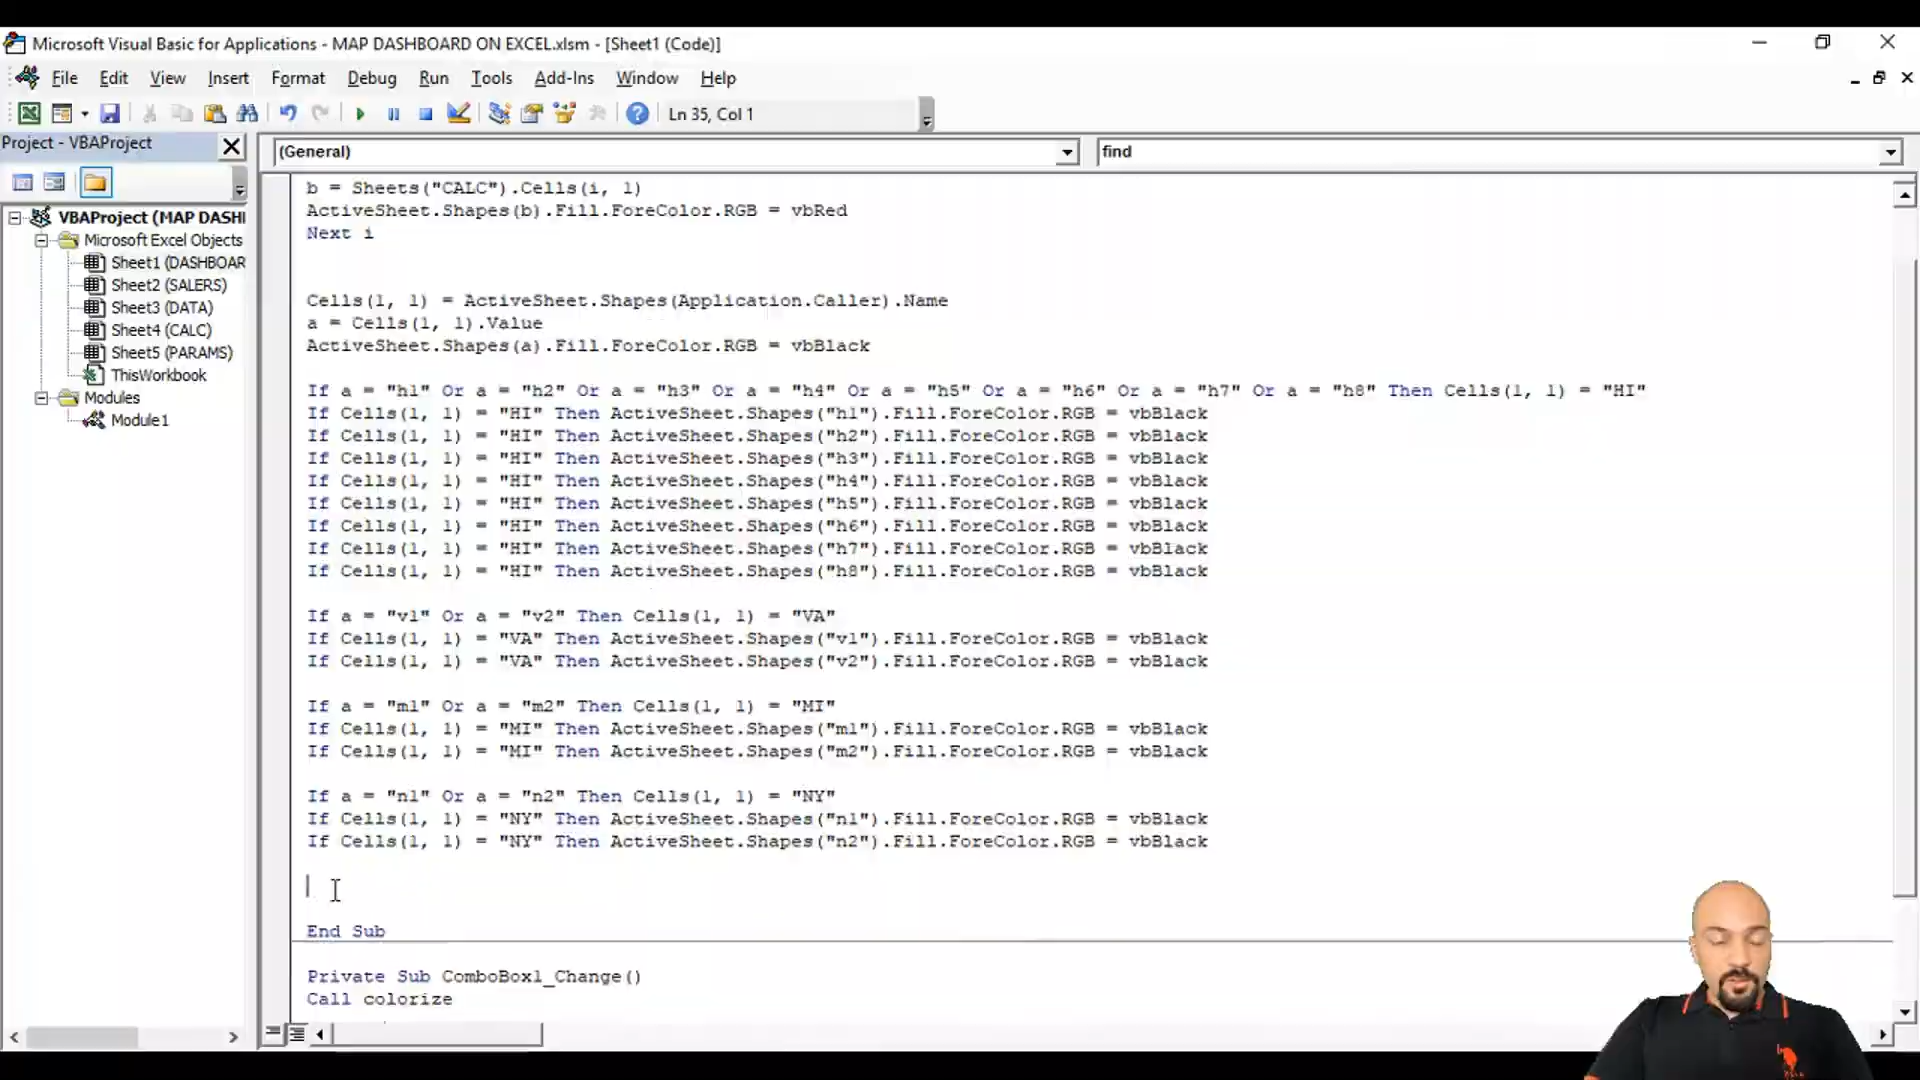 Microsoft Visual Basic for Applications - MAP DASHBOARD ON EXCEL.xlsm - [Sheet1 (Code)]
File Edit View Insert Format Debug Run Tools Add-Ins Window Help
Ln 35, Col 1
Project - VBAProject
(General)
find
VBAProject (MAP DASHI
Microsoft Excel Objects
Sheet1 (DASHBOAR
Sheet2 (SALERS)
Sheet3 (DATA)
Sheet4 (CALC)
Sheet5 (PARAMS)
ThisWorkbook
Modules
Module1
b = Sheets("CALC").Cells(i, 1)
ActiveSheet.Shapes(b).Fill.ForeColor.RGB = vbRed
Next i
Cells(1, 1) = ActiveSheet.Shapes(Application.Caller).Name
a = Cells(1, 1).Value
ActiveSheet.Shapes(a).Fill.ForeColor.RGB = vbBlack
If a = "h1" Or a = "h2" Or a = "h3" Or a = "h4" Or a = "h5" Or a = "h6" Or a = "h7" Or a = "h8" Then Cells(1, 1) = "HI"
If Cells(1, 1) = "HI" Then ActiveSheet.Shapes("h1").Fill.ForeColor.RGB = vbBlack
If Cells(1, 1) = "HI" Then ActiveSheet.Shapes("h2").Fill.ForeColor.RGB = vbBlack
If Cells(1, 1) = "HI" Then ActiveSheet.Shapes("h3").Fill.ForeColor.RGB = vbBlack
If Cells(1, 1) = "HI" Then ActiveSheet.Shapes("h4").Fill.ForeColor.RGB = vbBlack
If Cells(1, 1) = "HI" Then ActiveSheet.Shapes("h5").Fill.ForeColor.RGB = vbBlack
If Cells(1, 1) = "HI" Then ActiveSheet.Shapes("h6").Fill.ForeColor.RGB = vbBlack
If Cells(1, 1) = "HI" Then ActiveSheet.Shapes("h7").Fill.ForeColor.RGB = vbBlack
If Cells(1, 1) = "HI" Then ActiveSheet.Shapes("h8").Fill.ForeColor.RGB = vbBlack
If a = "v1" Or a = "v2" Then Cells(1, 1) = "VA"
If Cells(1, 1) = "VA" Then ActiveSheet.Shapes("v1").Fill.ForeColor.RGB = vbBlack
If Cells(1, 1) = "VA" Then ActiveSheet.Shapes("v2").Fill.ForeColor.RGB = vbBlack
If a = "m1" Or a = "m2" Then Cells(1, 1) = "MI"
If Cells(1, 1) = "MI" Then ActiveSheet.Shapes("m1").Fill.ForeColor.RGB = vbBlack
If Cells(1, 1) = "MI" Then ActiveSheet.Shapes("m2").Fill.ForeColor.RGB = vbBlack
If a = "n1" Or a = "n2" Then Cells(1, 1) = "NY"
If Cells(1, 1) = "NY" Then ActiveSheet.Shapes("n1").Fill.ForeColor.RGB = vbBlack
If Cells(1, 1) = "NY" Then ActiveSheet.Shapes("n2").Fill.ForeColor.RGB = vbBlack
End Sub
Private Sub ComboBox1_Change()
Call colorize